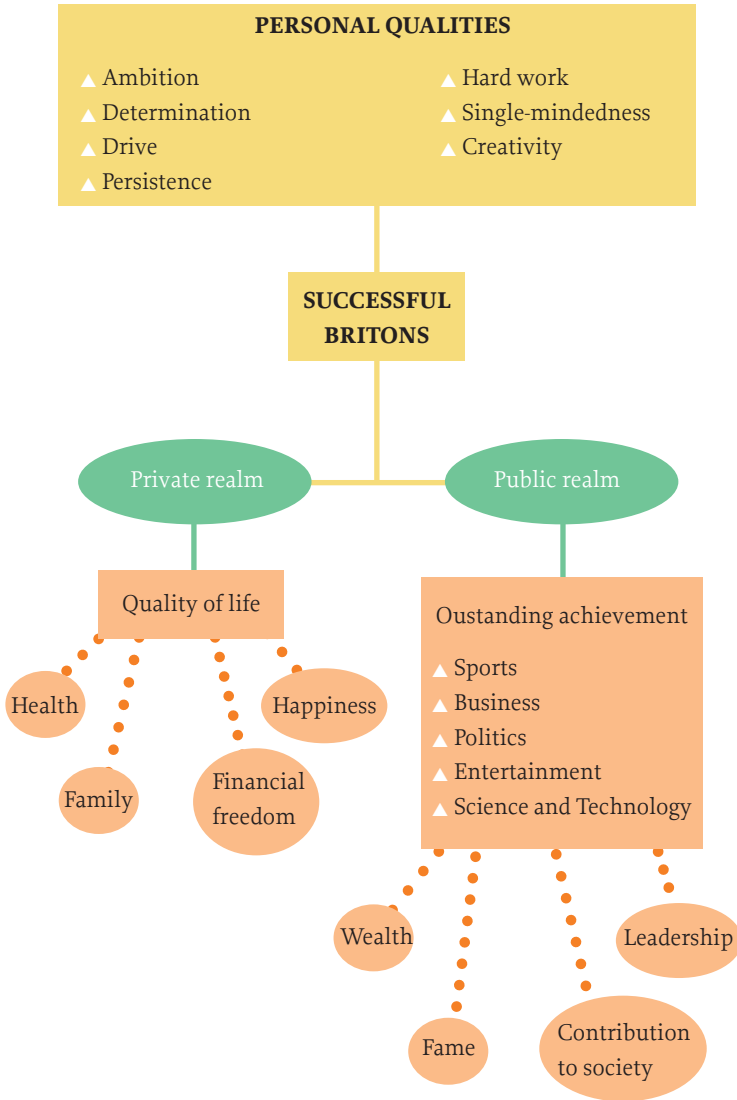 PERSONAL QUALITIES
Ambition
Determination
Drive
Persistence
Hard work
Single-mindedness
Creativity
SUCCESSFUL
BRITONS
Private realm
Public realm
Quality of life
Health
Family
Financial
freedom
Happiness
Oustanding achievement
Sports
Business
Politics
Entertainment
Science and Technology
Wealth
Fame
Contribution
to society
Leadership